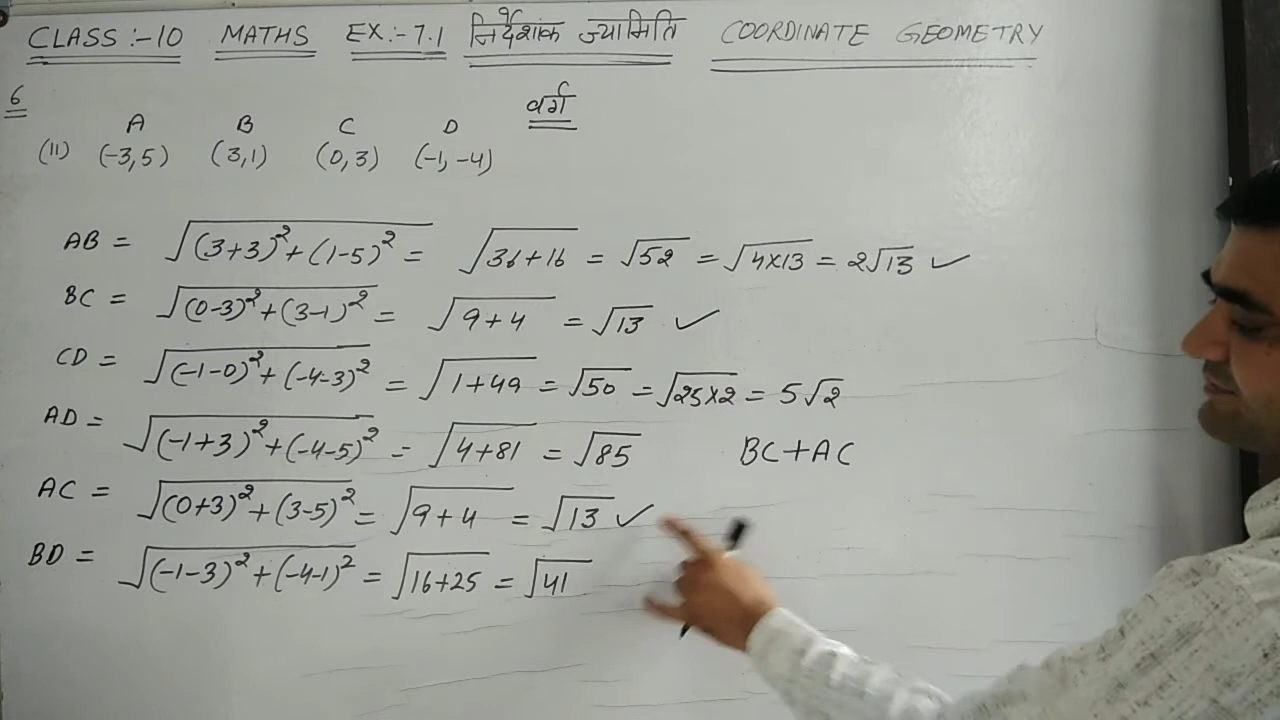 CLASS:-10 MATHS EX:-7.1 निर्देशांक ज्यामिति COORDINATE GEOMETRY
6 वर्ग
A B C D
(ii) (-3,5) (3,1) (0,3) (-1,-4)
AB = √(3+3)²+(1-5)² = √36+16 = √52 = √4×13 = 2√13 ✓
BC = √(0-3)²+(3-1)² = √9+4 = √13 ✓
CD = √(-1-0)²+(-4-3)² = √1+49 = √50 = √25×2 = 5√2
AD = √(-1+3)²+(-4-5)² = √4+81 = √85 BC+AC
AC = √(0+3)²+(3-5)² = √9+4 = √13 ✓
BD = √(-1-3)²+(-4-1)² = √16+25 = √41